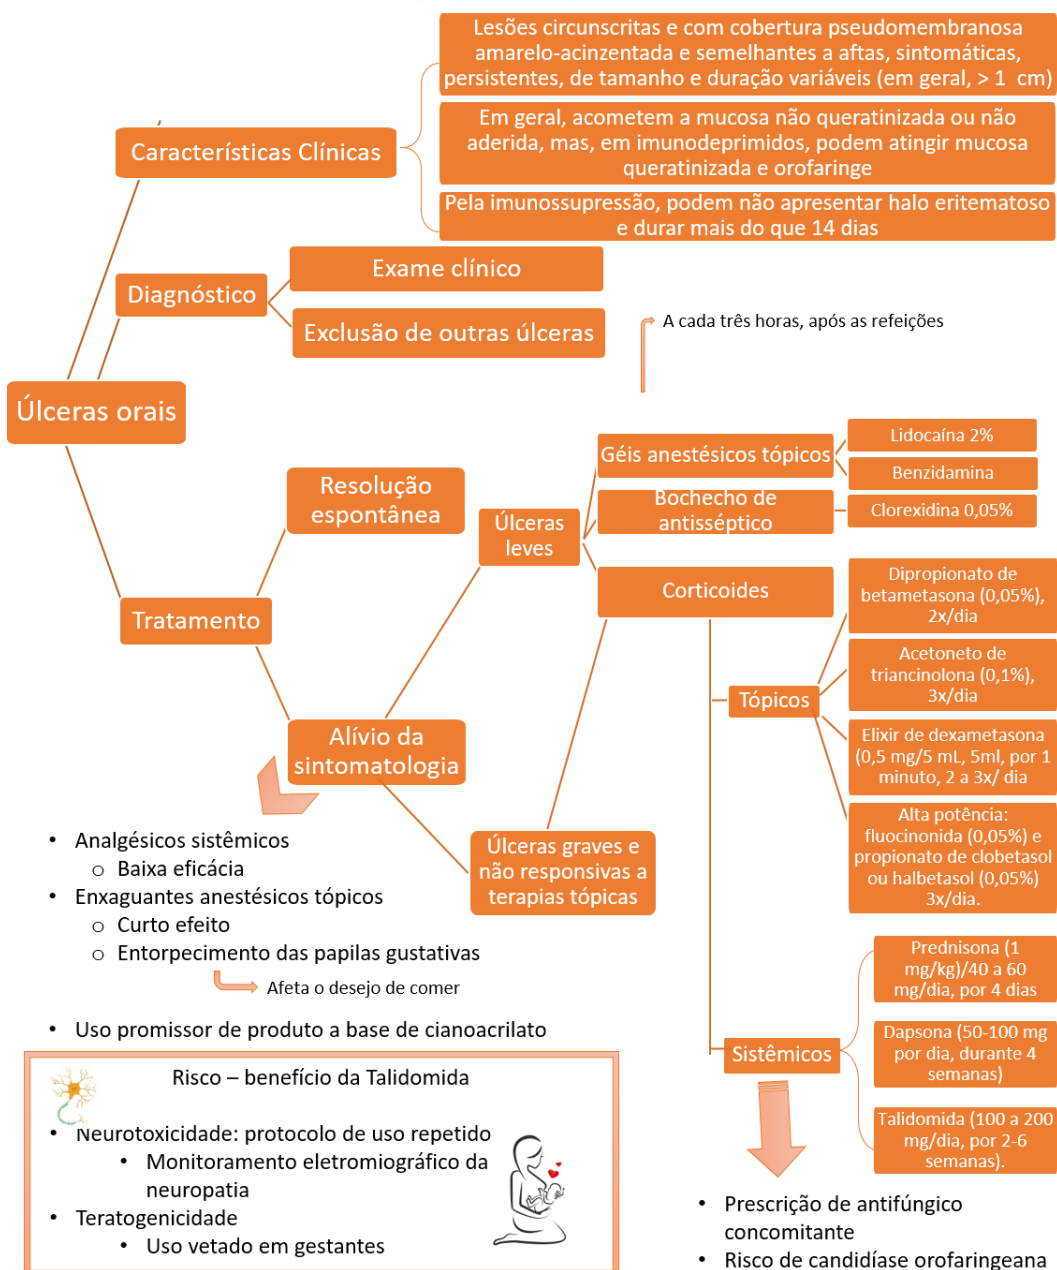 Lesões circunscritas e com cobertura pseudomembranosa
amarelo-acinzentada e semelhantes a aftas, sintomáticas,
persistentes, de tamanho e duração variáveis (em geral, > 1 cm)
Características Clínicas
Em geral, acometem a mucosa não queratinizada ou não
aderida, mas, em imunodeprimidos, podem atingir mucosa
queratinizada e orofaringe
Pela imunossupressão, podem não apresentar halo eritematoso
e durar mais do que 14 dias
Diagnóstico
Exame clínico
Exclusão de outras úlceras
A cada três horas, após as refeições
Úlceras orais
Resolução
espontânea
Tratamento
Úlceras
leves
Géis anestésicos tópicos
Lidocaína 2%
Benzidamina
Bochecho de
antisséptico
Clorexidina 0,05%
Corticoides
Dipropionato de
betametasona (0,05%),
2x/dia
Acetoneto de
triancinolona (0,1%),
3x/dia
Tópicos
Elixir de dexametasona
(0,5 mg/5 mL, 5ml, por 1
minuto, 2 a 3x/ dia
Alta potência:
fluocinonida (0,05%) e
propionato de clobetasol
ou halbetasol (0,05%)
3x/dia.
Alívio da
sintomatologia
Úlceras graves e
não responsivas a
terapias tópicas
• Analgésicos sistêmicos
o Baixa eficácia
• Enxaguantes anestésicos tópicos
o Curto efeito
o Entorpecimento das papilas gustativas
Afeta o desejo de comer
• Uso promissor de produto a base de cianoacrilato
Prednisona (1
mg/kg)/40 a 60
mg/dia, por 4 dias
Sistêmicos
Dapsona (50-100 mg
por dia, durante 4
semanas)
Talidomida (100 a 200
mg/dia, por 2-6
semanas).
Risco – benefício da Talidomida
• Neurotoxicidade: protocolo de uso repetido
• Monitoramento eletromiográfico da
neuropatia
• Teratogenicidade
• Uso vetado em gestantes
• Prescrição de antifúngico
concomitante
• Risco de candidíase orofaringeana